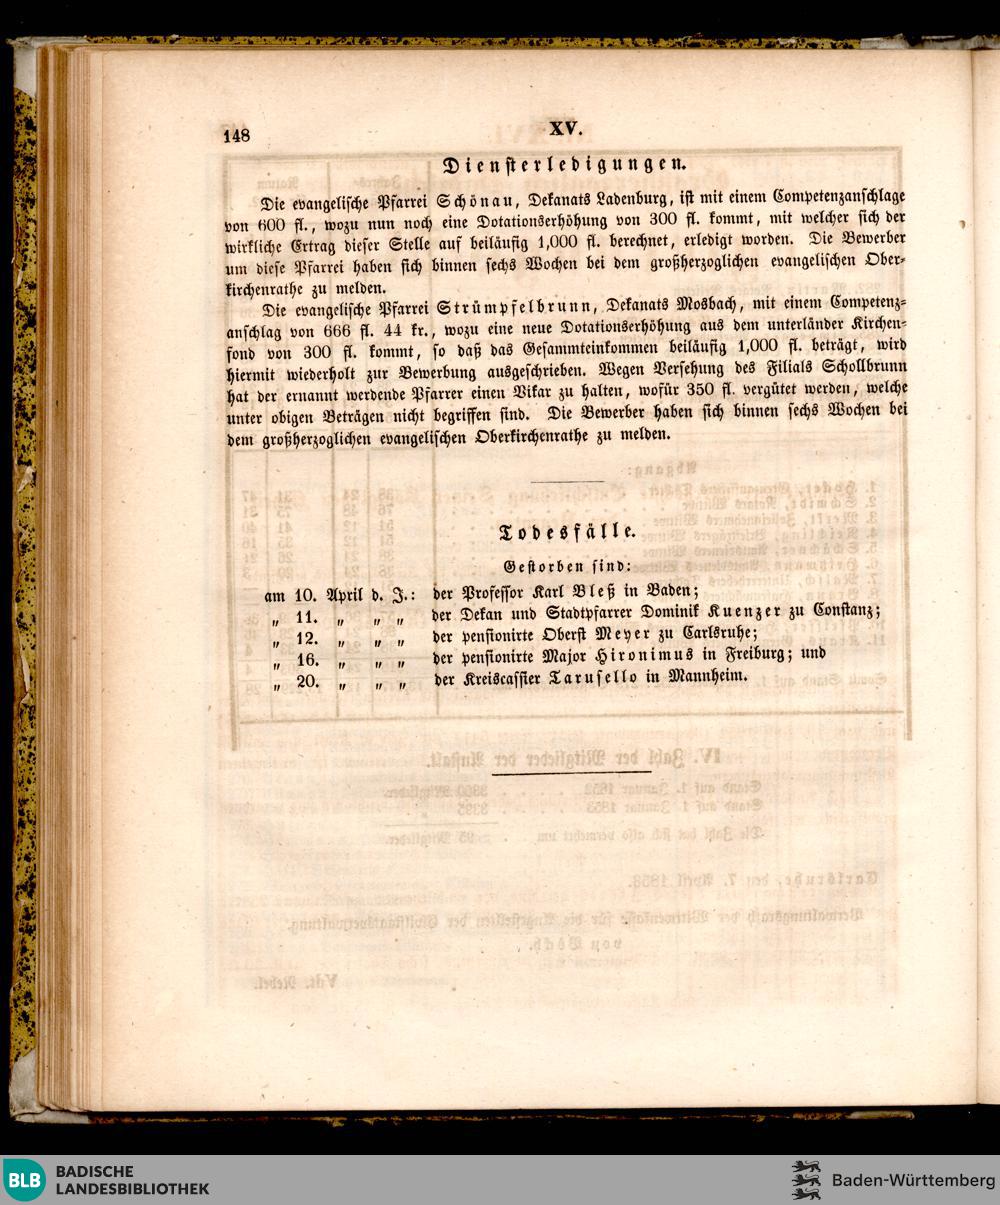 148
XV.
Diensterledigungen.
Die evangelische Pfarrei Schönau, Dekanats Ladenburg, ist mit einem Competenzanschlage
von 600 fl., wozu nun noch eine Dotationserhöhung von 300 fl. kommt, mit welcher sich der
wirkliche Ertrag dieser Stelle auf beiläufig 1,000 fl. berechnet, erledigt worden. Die Bewerber
um diese Pfarrei haben sich binnen sechs Wochen bei dem großherzoglichen evangelischen Ober-
kirchenrathe zu melden.
Die evangelische Pfarrei Strümpfelbrunn, Dekanats Mosbach, mit einem Competenz-
anschlag von 666 fl. 44 kr., wozu eine neue Dotationserhöhung aus dem unterländer Kirchen-
fond von 300 fl. kommt, so daß das Gesammteinkommen beiläufig 1,000 fl. beträgt, wird
hiermit wiederholt zur Bewerbung ausgeschrieben. Wegen Versehung des Filials Schollbrunn
hat der ernannt werdende Pfarrer einen Vikar zu halten, wofür 350 fl. vergütet werden, welche
unter obigen Beträgen nicht begriffen sind. Die Bewerber haben sich binnen sechs Wochen bei
dem großherzoglichen evangelischen Oberkirchenrathe zu melden.
Todesfälle.
Gestorben sind:
am 10. April d. J.: der Professor Karl Bleß in Baden;
„ 11. „ „ „ der Dekan und Stadtpfarrer Dominik Kuenzer zu Constanz;
„ 12. „ „ „ der pensionirte Oberst Meyer zu Carlsruhe;
„ 16. „ „ „ der pensionirte Major Hironimus in Freiburg; und
„ 20. „ „ „ der Kreiscassier Tarusello in Mannheim.
BLB BADISCHE
LANDESBIBLIOTHEK
Baden-Württemberg